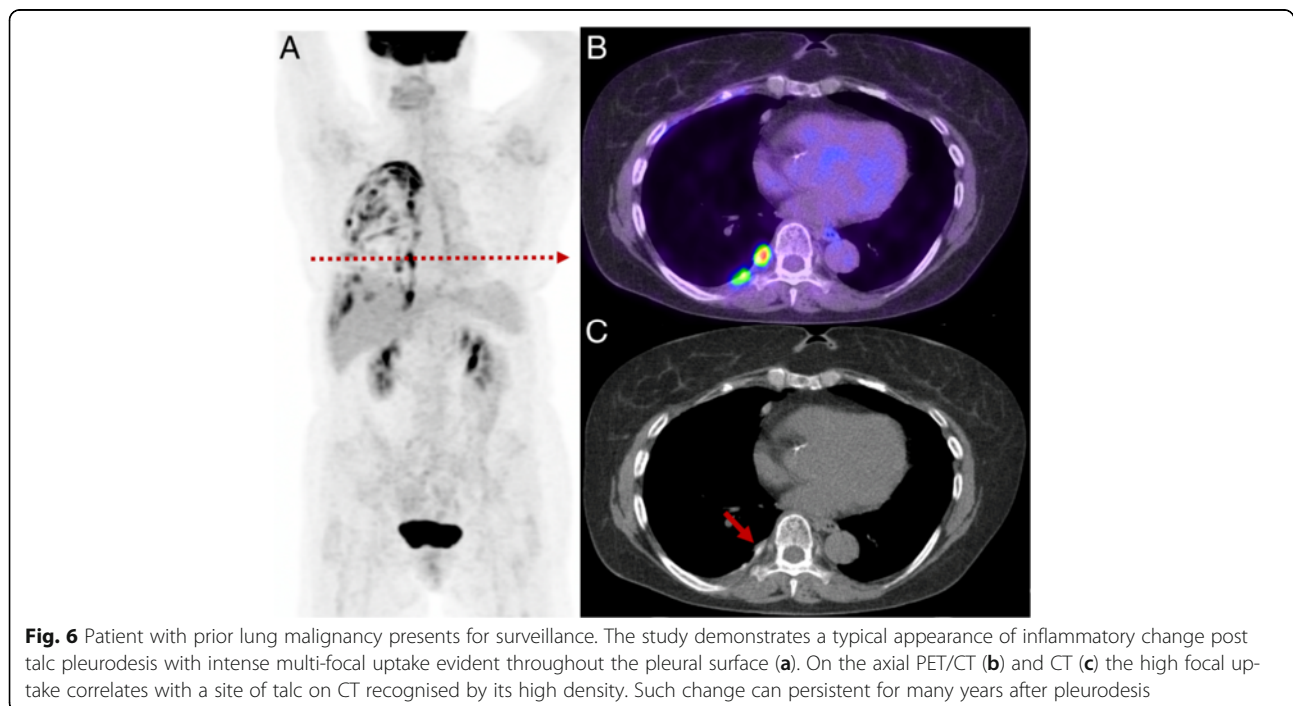 A
B
C
Fig. 6 Patient with prior lung malignancy presents for surveillance. The study demonstrates a typical appearance of inflammatory change post
talc pleurodesis with intense multi-focal uptake evident throughout the pleural surface (a). On the axial PET/CT (b) and CT (c) the high focal up-
take correlates with a site of talc on CT recognised by its high density. Such change can persistent for many years after pleurodesis